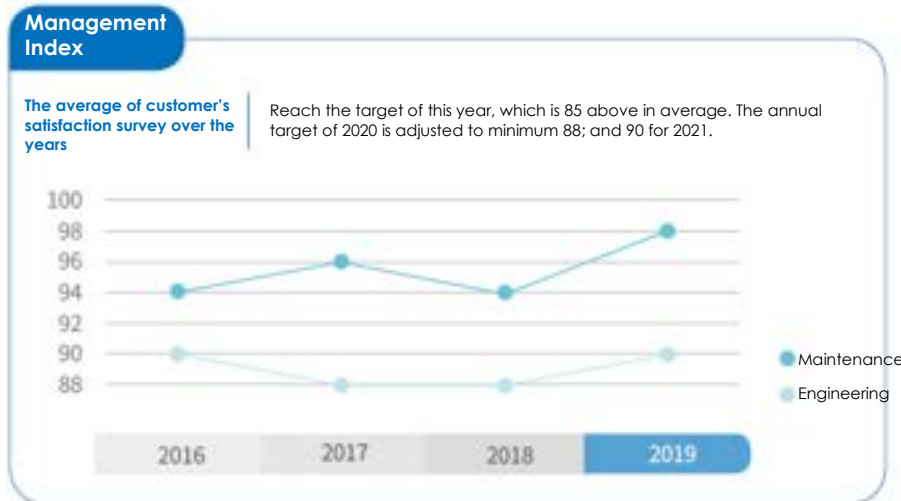 Management
Index
The average of customer's
satisfaction survey over the
years
Reach the target of this year, which is 85 above in average. The annual
target of 2020 is adjusted to minimum 88; and 90 for 2021.
100
98
96
94
92
90
88
Maintenance
Engineering
2016 2017 2018 2019